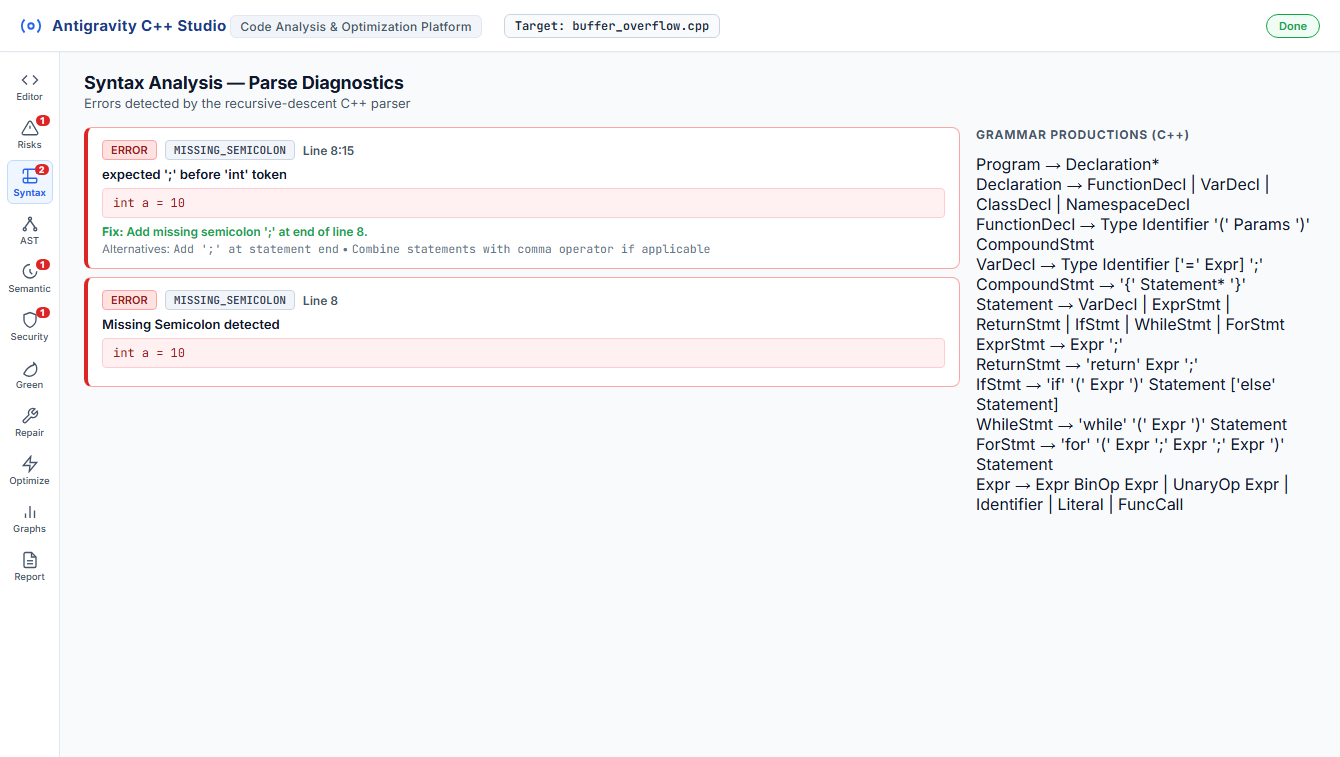 Antigravity C++ Studio
Code Analysis & Optimization Platform
Target: buffer_overflow.cpp
Done
Editor
1
Risks
2
Syntax
AST
1
Semantic
1
Security
Green
Repair
Optimize
Graphs
Report
Syntax Analysis — Parse Diagnostics
Errors detected by the recursive-descent C++ parser
ERROR MISSING_SEMICOLON Line 8:15
expected ';' before 'int' token
int a = 10
Fix: Add missing semicolon ';' at end of line 8.
Alternatives: Add ';' at statement end • Combine statements with comma operator if applicable
ERROR MISSING_SEMICOLON Line 8
Missing Semicolon detected
int a = 10
GRAMMAR PRODUCTIONS (C++)
Program → Declaration*
Declaration → FunctionDecl | VarDecl |
ClassDecl | NamespaceDecl
FunctionDecl → Type Identifier '(' Params ')'
CompoundStmt
VarDecl → Type Identifier ['=' Expr] ';'
CompoundStmt → '{' Statement* '}'
Statement → VarDecl | ExprStmt |
ReturnStmt | IfStmt | WhileStmt | ForStmt
ExprStmt → Expr ';'
ReturnStmt → 'return' Expr ';'
IfStmt → 'if' '(' Expr ')' Statement ['else'
Statement]
WhileStmt → 'while' '(' Expr ')' Statement
ForStmt → 'for' '(' Expr ';' Expr ';' Expr ')'
Statement
Expr → Expr BinOp Expr | UnaryOp Expr |
Identifier | Literal | FuncCall